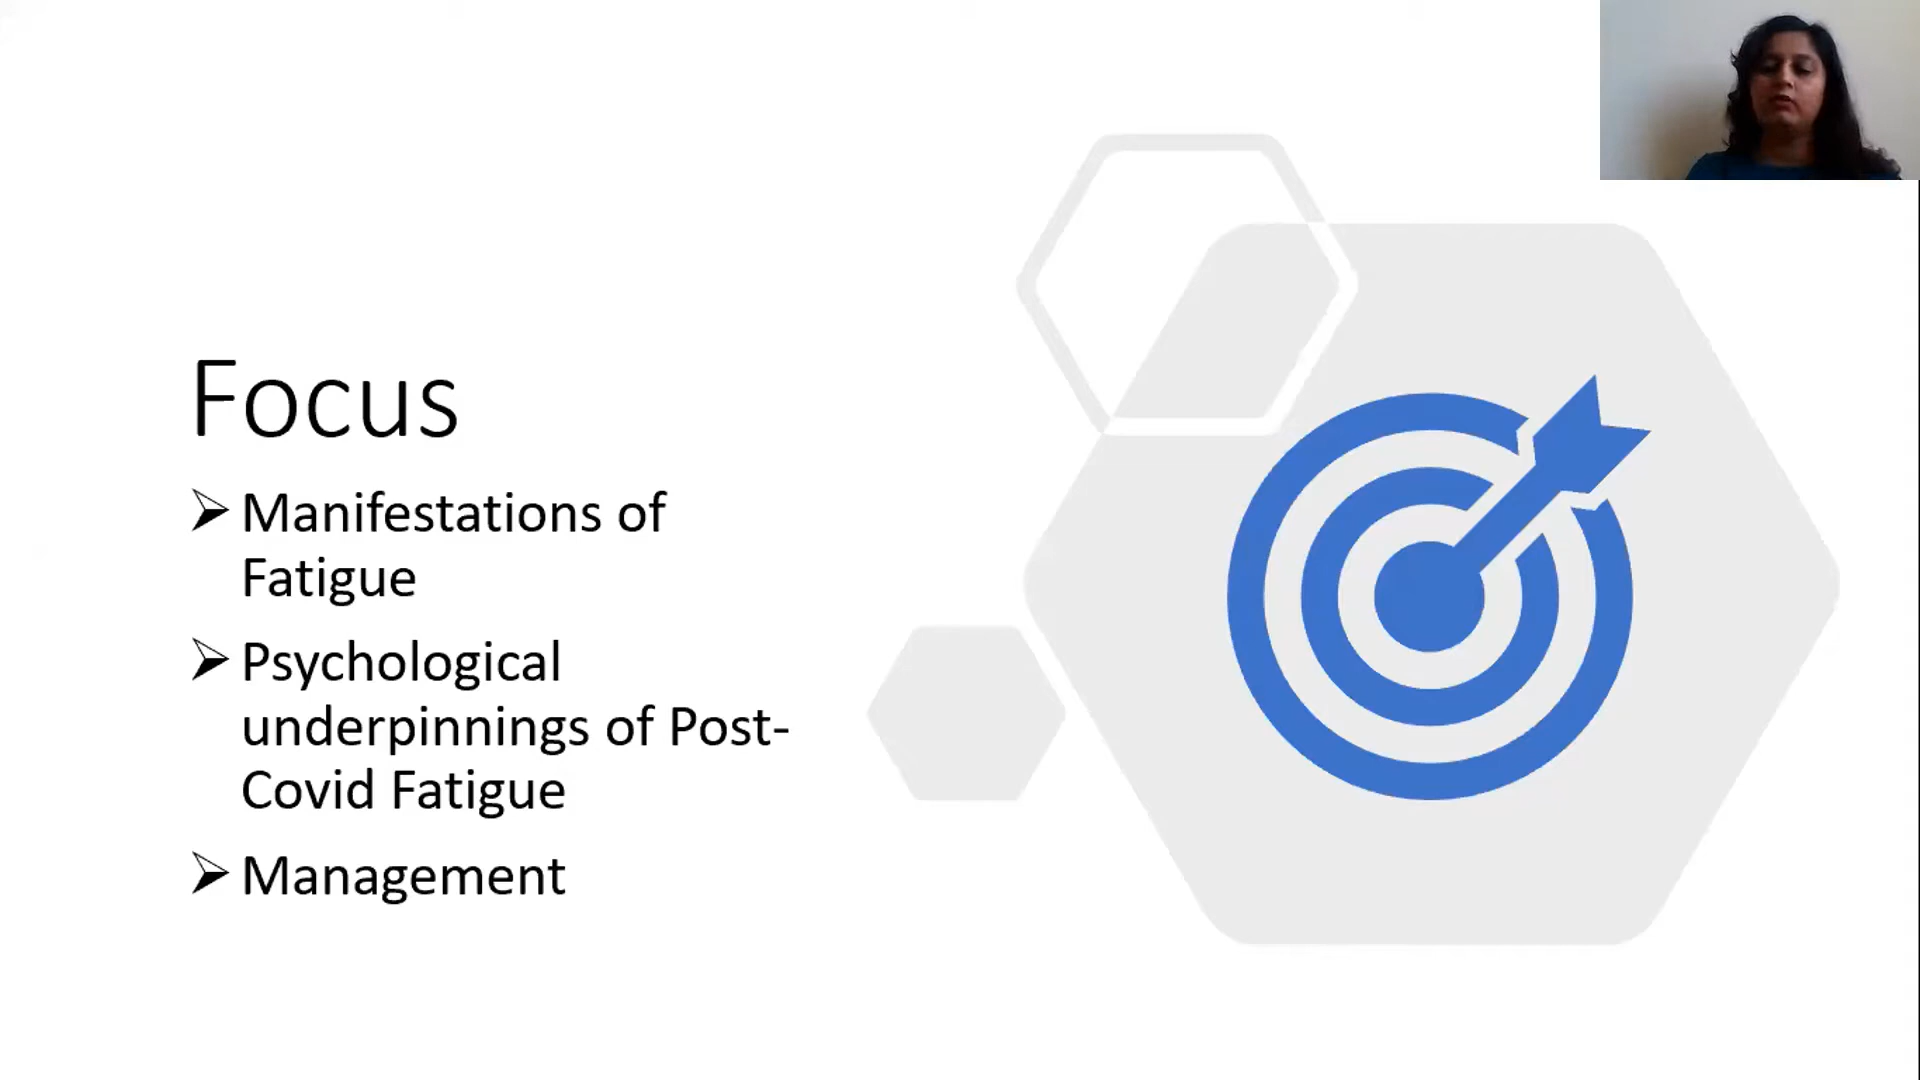 Focus
➢ Manifestations of
Fatigue
➢ Psychological
underpinnings of Post-
Covid Fatigue
➢ Management